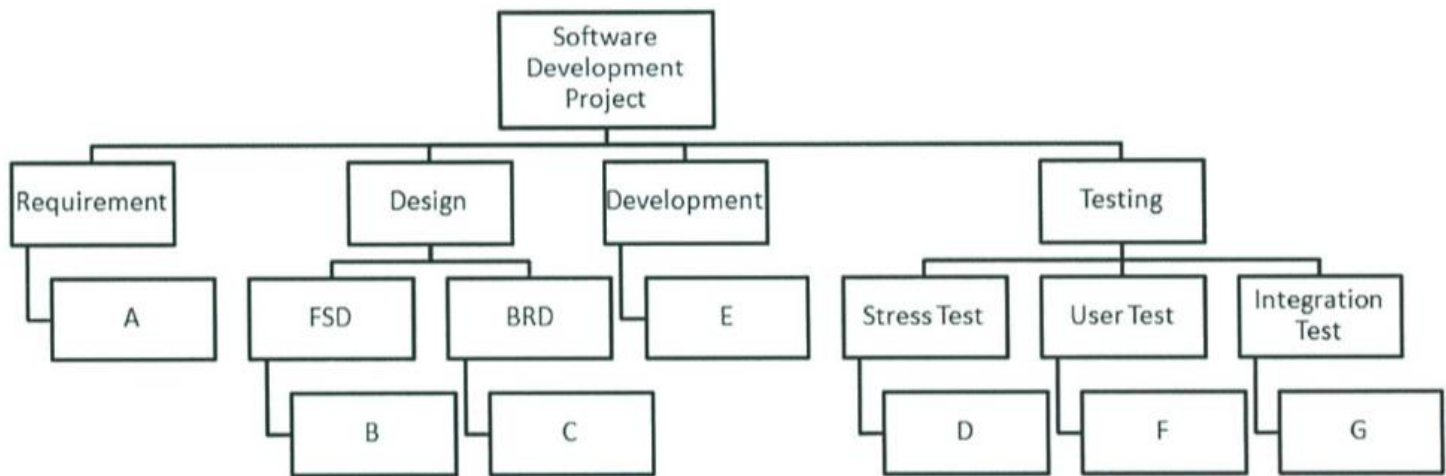 Software
Development
Project
Requirement
Design
Development
Testing
A
FSD
BRD
E
Stress Test
User Test
Integration
Test
B
C
D
F
G